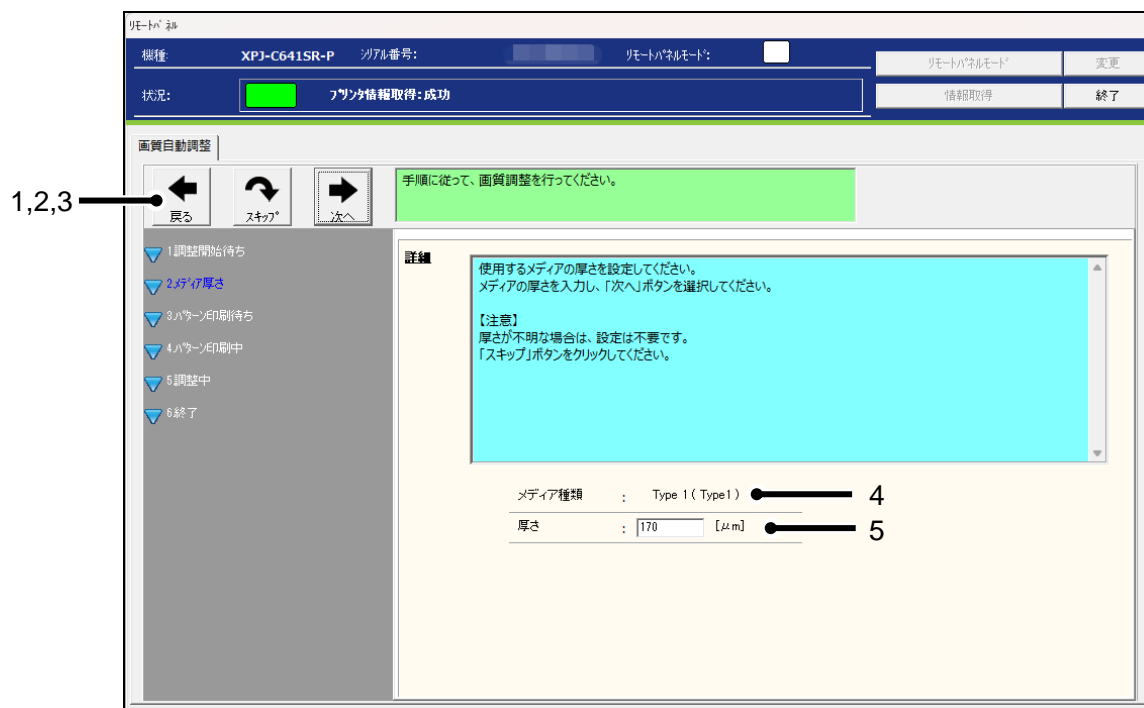 リモートパネル
機種: XPJ-C641SR-P シリアル番号: リモートパネルモード:
リモートパネルモード 変更
状況: プリンタ情報取得:成功
情報取得 終了
画質自動調整
戻る スキップ 次へ
手順に従って、画質調整を行ってください。
1,2,3
1調整開始待ち
2.メディア厚さ
3.パターン印刷待ち
4.パターン印刷中
5調整中
6終了
詳細
使用するメディアの厚さを設定してください。
メディアの厚さを入力し、「次へ」ボタンを選択してください。
【注意】
厚さが不明な場合は、設定は不要です。
「スキップ」ボタンをクリックしてください。
メディア種類 : Type 1 ( Type1 ) 4
厚さ : 170 [μm] 5